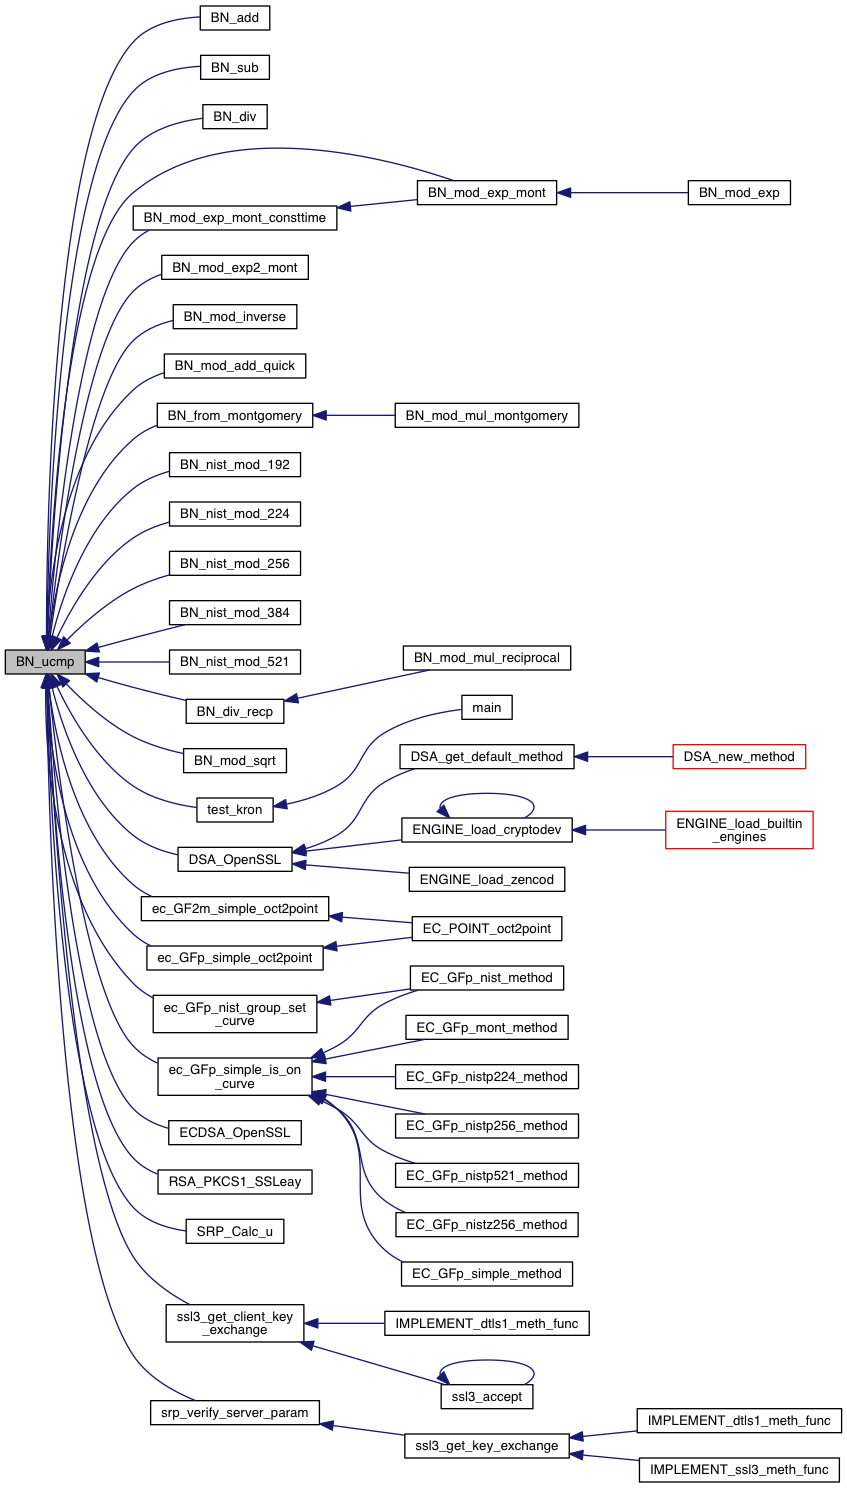 BN_add
BN_sub
BN_div
BN_mod_exp_mont
BN_mod_exp
BN_mod_exp_mont_consttime
BN_mod_exp2_mont
BN_mod_inverse
BN_mod_add_quick
BN_from_montgomery
BN_mod_mul_montgomery
BN_nist_mod_192
BN_nist_mod_224
BN_nist_mod_256
BN_nist_mod_384
BN_ucmp
BN_nist_mod_521
BN_mod_mul_reciprocal
BN_div_recp
main
BN_mod_sqrt
DSA_get_default_method
DSA_new_method
test_kron
ENGINE_load_cryptodev
ENGINE_load_builtin
_engines
DSA_OpenSSL
ENGINE_load_zencod
ec_GF2m_simple_oct2point
EC_POINT_oct2point
ec_GFp_simple_oct2point
EC_GFp_nist_method
ec_GFp_nist_group_set
_curve
EC_GFp_mont_method
ec_GFp_simple_is_on
_curve
EC_GFp_nistp224_method
EC_GFp_nistp256_method
ECDSA_OpenSSL
EC_GFp_nistp521_method
RSA_PKCS1_SSLeay
EC_GFp_nistz256_method
SRP_Calc_u
EC_GFp_simple_method
ssl3_get_client_key
_exchange
IMPLEMENT_dtls1_meth_func
ssl3_accept
srp_verify_server_param
IMPLEMENT_dtls1_meth_func
ssl3_get_key_exchange
IMPLEMENT_ssl3_meth_func